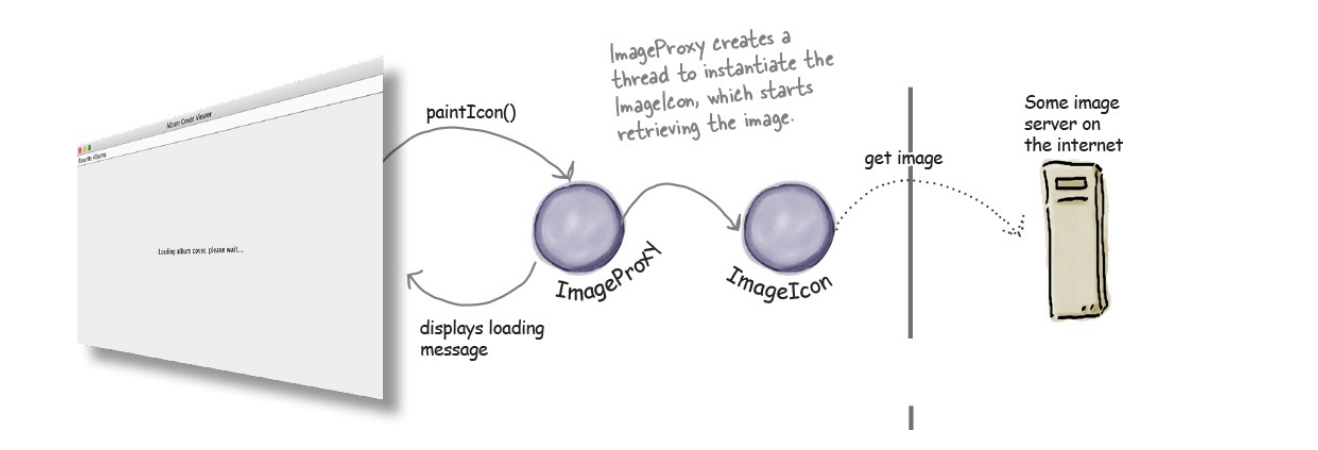 ImageProxy creates a
thread to instantiate the
ImageIcon, which starts
retrieving the image.
Album Cover Viewer
Favorite Albums
paintIcon()
Some image
server on
the internet
get image
Loading album cover, please wait...
ImageProxy
ImageIcon
displays loading
message